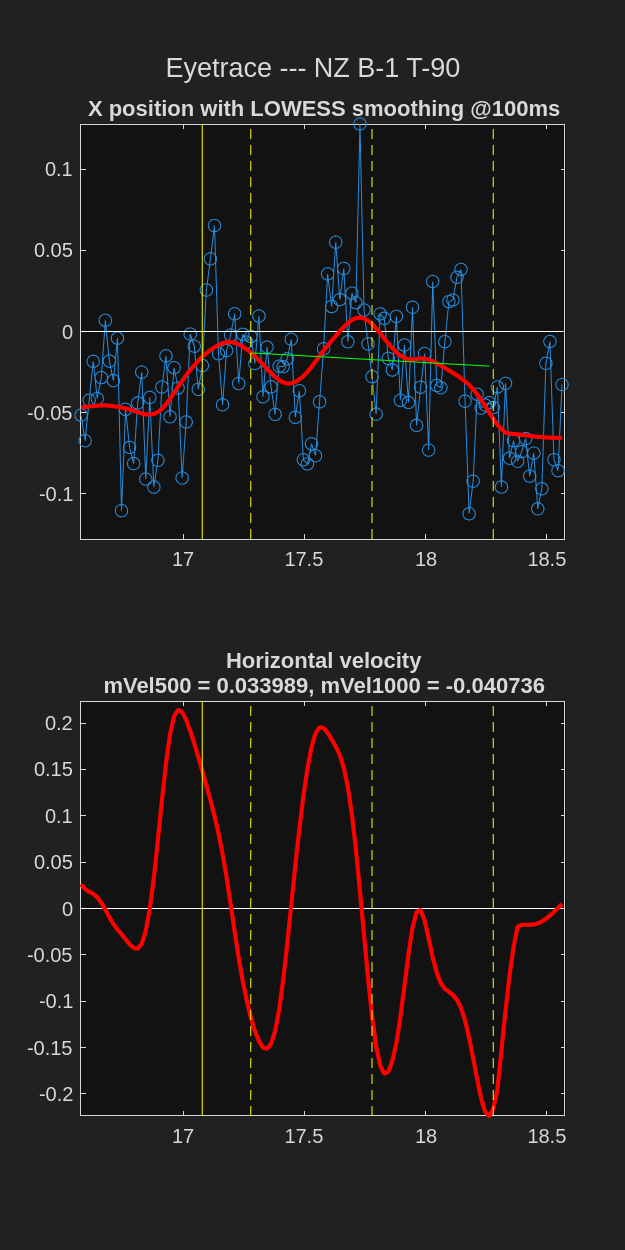 Eyetrace --- NZ B-1 T-90
X position with LOWESS smoothing @100ms
0.1
0.05
0
-0.05
-0.1
17 17.5 18 18.5
Horizontal velocity
mVel500 = 0.033989, mVel1000 = -0.040736
0.2
0.15
0.1
0.05
0
-0.05
-0.1
-0.15
-0.2
17 17.5 18 18.5